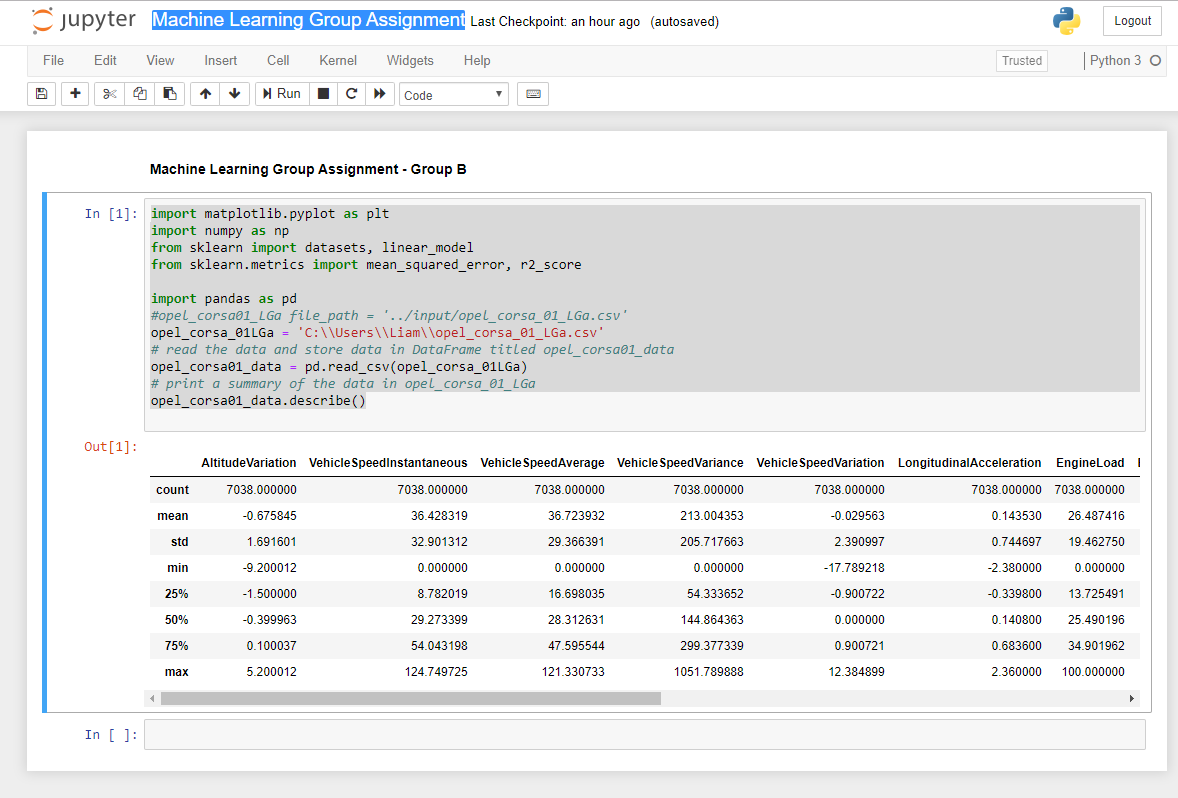 jupyter Machine Learning Group Assignment Last Checkpoint: an hour ago (autosaved) Logout
File Edit View Insert Cell Kernel Widgets Help Trusted Python 3
Run Code
Machine Learning Group Assignment - Group B
In [1]: import matplotlib.pyplot as plt
import numpy as np
from sklearn import datasets, linear_model
from sklearn.metrics import mean_squared_error, r2_score
import pandas as pd
#opel_corsa01_LGa file_path = '../input/opel_corsa_01_LGa.csv'
opel_corsa_01LGa = 'C:\\Users\\Liam\\opel_corsa_01_LGa.csv'
# read the data and store data in DataFrame titled opel_corsa01_data
opel_corsa01_data = pd.read_csv(opel_corsa_01LGa)
# print a summary of the data in opel_corsa_01_LGa
opel_corsa01_data.describe()
Out[1]:
AltitudeVariation VehicleSpeedInstantaneous VehicleSpeedAverage VehicleSpeedVariance VehicleSpeedVariation LongitudinalAcceleration EngineLoad
count 7038.000000 7038.000000 7038.000000 7038.000000 7038.000000 7038.000000 7038.000000
mean -0.675845 36.428319 36.723932 213.004353 -0.029563 0.143530 26.487416
std 1.691601 32.901312 29.366391 205.717663 2.390997 0.744697 19.462750
min -9.200012 0.000000 0.000000 0.000000 -17.789218 -2.380000 0.000000
25% -1.500000 8.782019 16.698035 54.333652 -0.900722 -0.339800 13.725491
50% -0.399963 29.273399 28.312631 144.864363 0.000000 0.140800 25.490196
75% 0.100037 54.043198 47.595544 299.377339 0.900721 0.683600 34.901962
max 5.200012 124.749725 121.330733 1051.789888 12.384899 2.360000 100.000000
In [ ]: